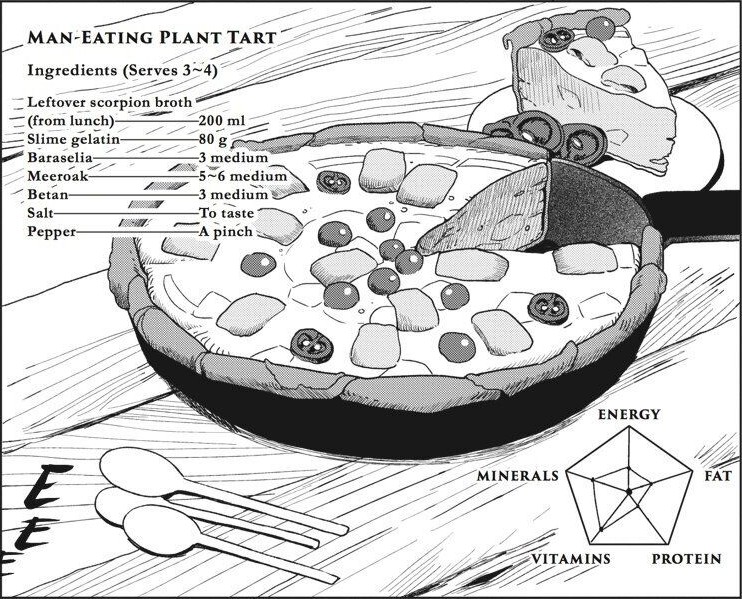 MAN-EATING PLANT TART
Ingredients (Serves 3~4)
Leftover scorpion broth
(from lunch) 200 ml
Slime gelatin 80 g
Baraselia 3 medium
Meeroak 5~6 medium
Betan 3 medium
Salt To taste
Pepper A pinch
ENERGY
MINERALS FAT
VITAMINS PROTEIN
E
E
E